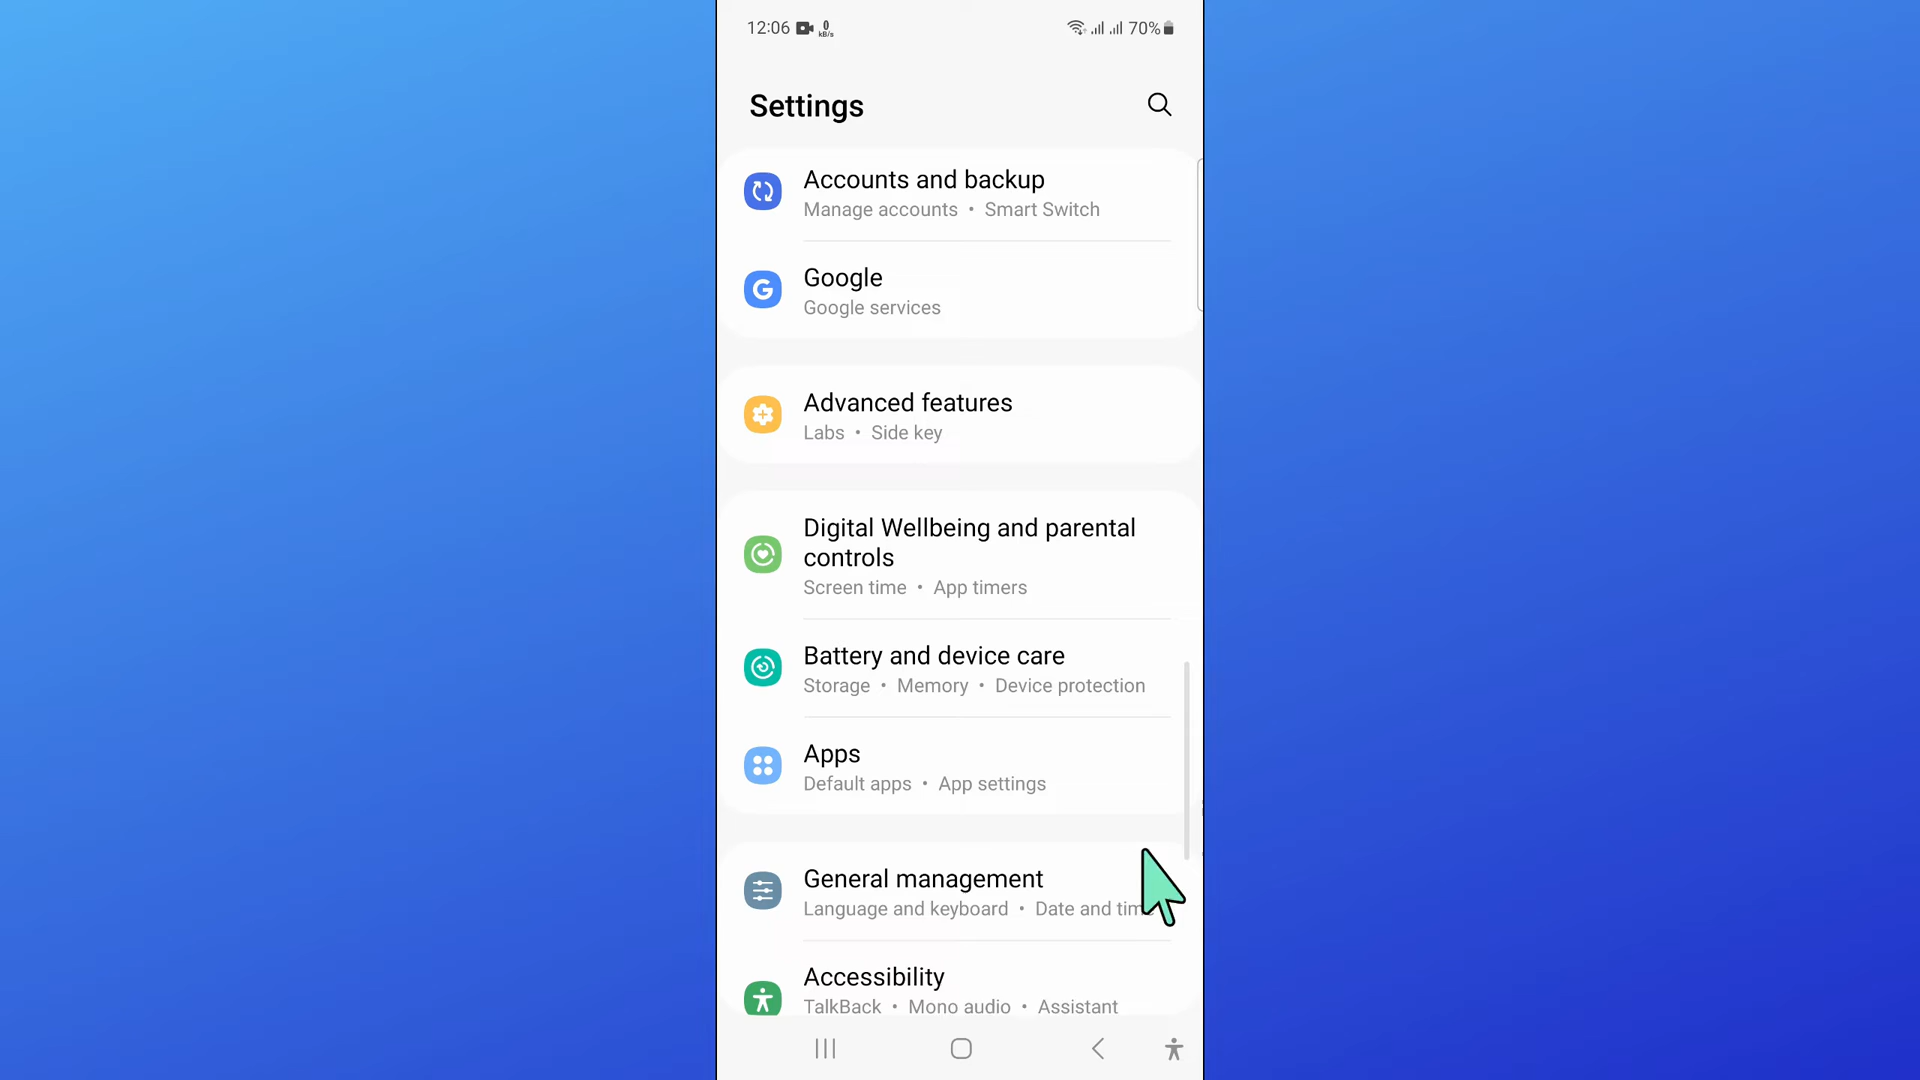 12:06 0 kB/s 70%
Settings
Accounts and backup
Manage accounts • Smart Switch
G Google
Google services
Advanced features
Labs • Side key
Digital Wellbeing and parental
controls
Screen time • App timers
Battery and device care
Storage • Memory • Device protection
Apps
Default apps • App settings
General management
Language and keyboard • Date and time
Accessibility
TalkBack • Mono audio • Assistant